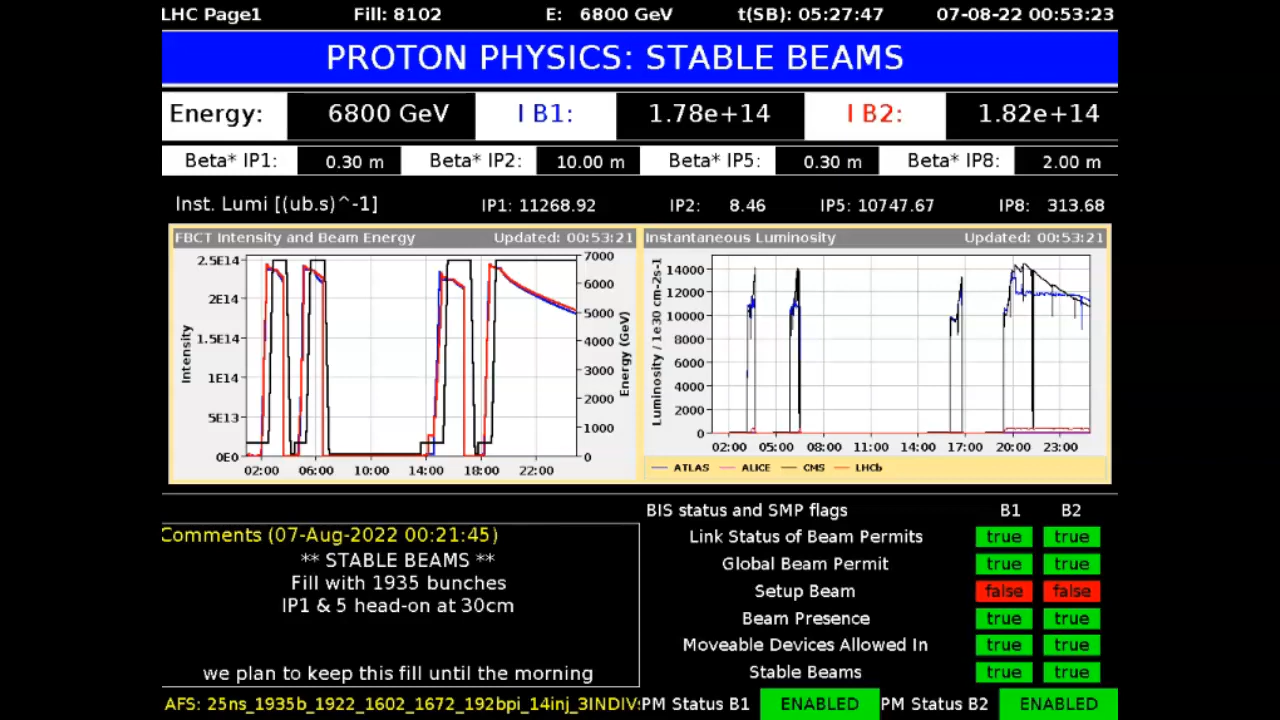 LHC Page1 Fill: 8102 E: 6800 GeV t(SB): 05:27:47 07-08-22 00:53:23
PROTON PHYSICS: STABLE BEAMS
Energy: 6800 GeV I B1: 1.78e+14 I B2: 1.82e+14
Beta* IP1: 0.30 m Beta* IP2: 10.00 m Beta* IP5: 0.30 m Beta* IP8: 2.00 m
Inst. Lumi [(ub.s)^-1] IP1: 11268.92 IP2: 8.46 IP5: 10747.67 IP8: 313.68
FBCT Intensity and Beam Energy Updated: 00:53:21
2.5E14
2E14
1.5E14
1E14
5E13
0E0
Intensity
7000
6000
5000
4000
3000
2000
1000
0
Energy (GeV)
02:00 06:00 10:00 14:00 18:00 22:00
Instantaneous Luminosity Updated: 00:53:21
14000
12000
10000
8000
6000
4000
2000
0
Luminosity / 1e30 cm-2s-1
02:00 05:00 08:00 11:00 14:00 17:00 20:00 23:00
ATLAS ALICE CMS LHCb
Comments (07-Aug-2022 00:21:45)
** STABLE BEAMS **
Fill with 1935 bunches
IP1 & 5 head-on at 30cm
we plan to keep this fill until the morning
BIS status and SMP flags B1 B2
Link Status of Beam Permits true true
Global Beam Permit true true
Setup Beam false false
Beam Presence true true
Moveable Devices Allowed In true true
Stable Beams true true
AFS: 25ns_1935b_1922_1602_1672_192bpi_14inj_3INDIV PM Status B1 ENABLED PM Status B2 ENABLED